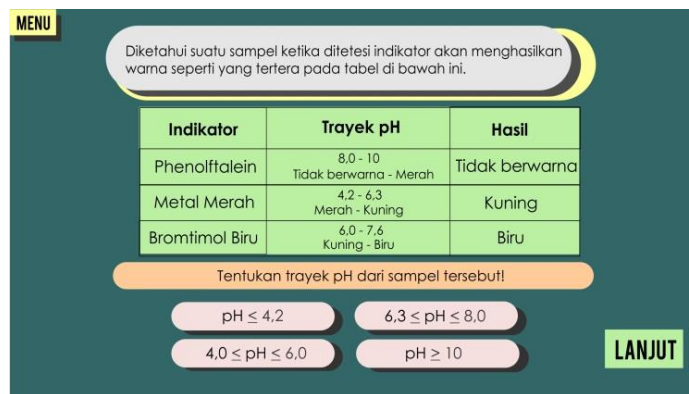 MENU
Diketahui suatu sampel ketika ditetesi indikator akan menghasilkan
warna seperti yang tertera pada tabel di bawah ini.
Indikator Trayek pH Hasil
Phenolftalein 8,0 - 10 Tidak berwarna
Tidak berwarna - Merah
Metal Merah 4,2 - 6,3 Kuning
Merah - Kuning
Bromtimol Biru 6,0 - 7,6 Biru
Kuning - Biru
Tentukan trayek pH dari sampel tersebut!
pH ≤ 4,2 6,3 ≤ pH ≤ 8,0
4,0 ≤ pH ≤ 6,0 pH ≥ 10
LANJUT